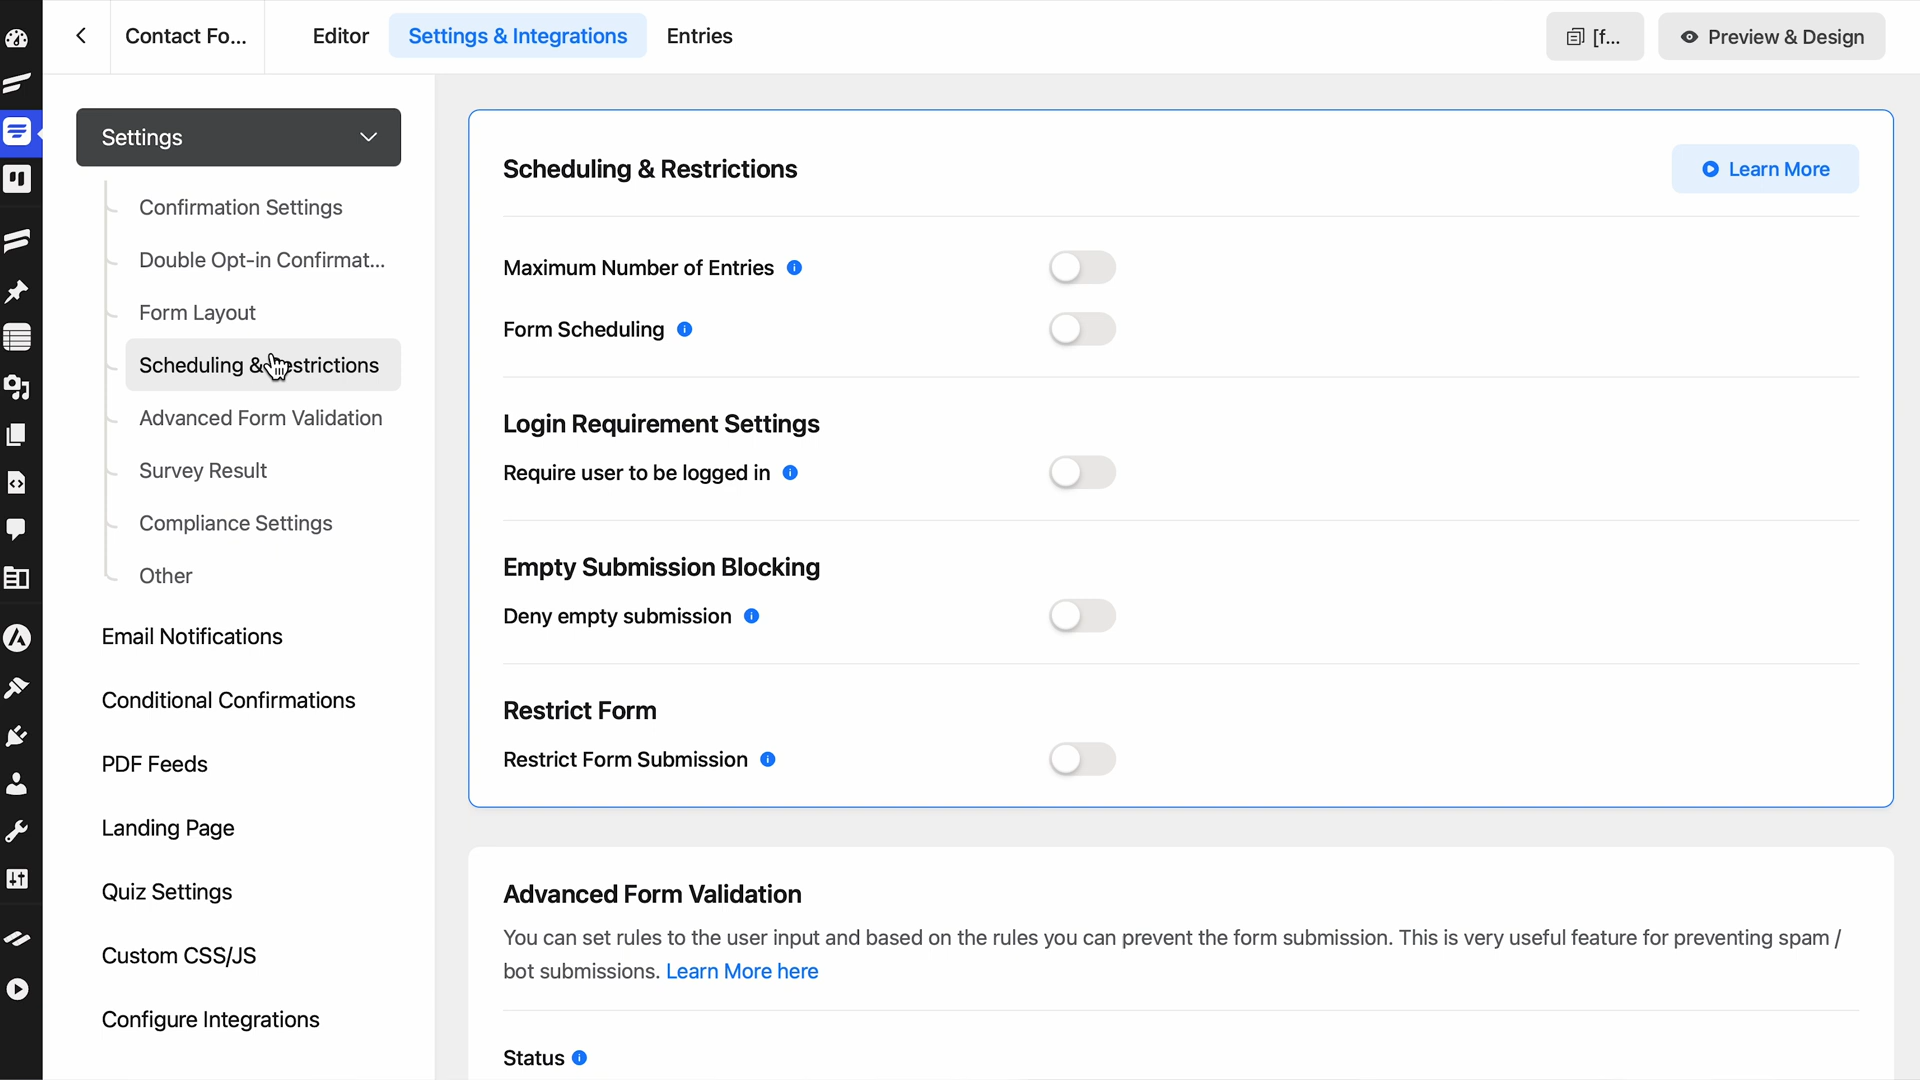 Contact Fo...
Editor
Settings & Integrations
Entries
[f...
Preview & Design
Settings
Confirmation Settings
Double Opt-in Confirmat...
Form Layout
Scheduling & Restrictions
Advanced Form Validation
Survey Result
Compliance Settings
Other
Email Notifications
Conditional Confirmations
PDF Feeds
Landing Page
Quiz Settings
Custom CSS/JS
Configure Integrations
Scheduling & Restrictions
Learn More
Maximum Number of Entries
Form Scheduling
Login Requirement Settings
Require user to be logged in
Empty Submission Blocking
Deny empty submission
Restrict Form
Restrict Form Submission
Advanced Form Validation
You can set rules to the user input and based on the rules you can prevent the form submission. This is very useful feature for preventing spam /
bot submissions. Learn More here
Status